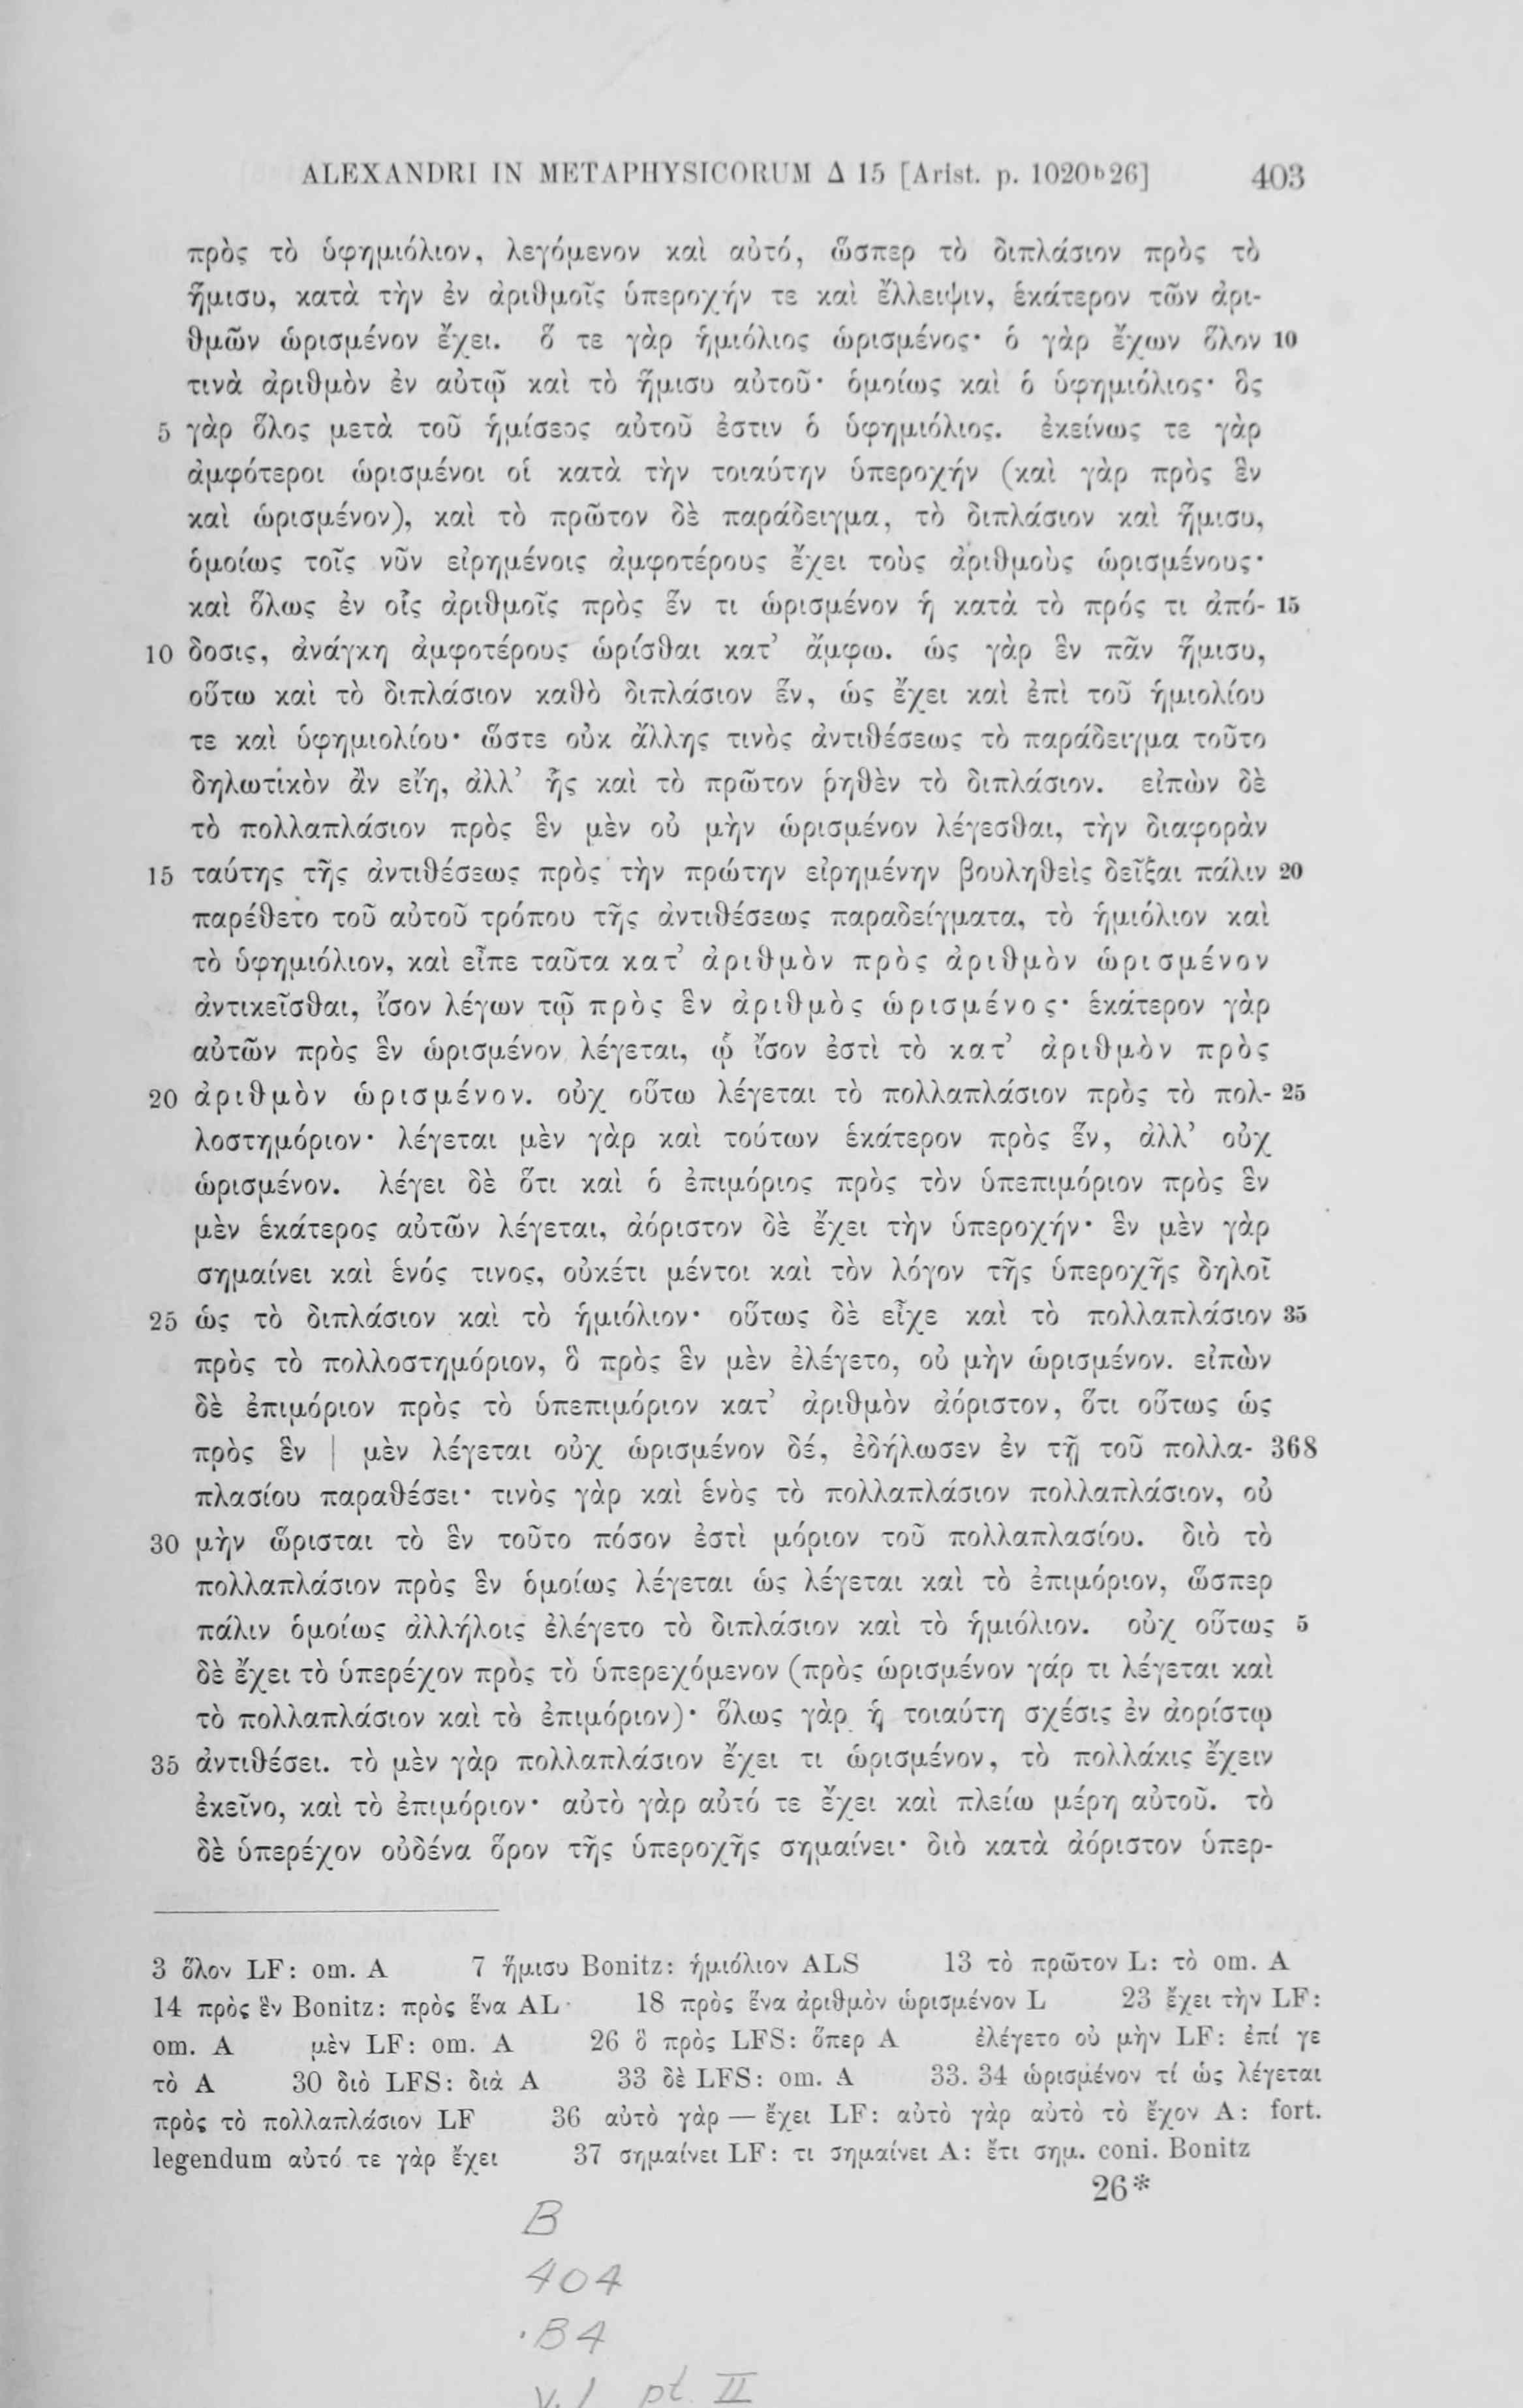 ALEXANDRI IN METAPHYSICORUM Δ 15 [Arist. p. 1020ᵇ26] 403
πρὸς τὸ ὑφημιόλιον, λεγόμενον καὶ αὐτό, ὥσπερ τὸ διπλάσιον πρὸς τὸ
ἥμισυ, κατὰ τὴν ἐν ἀριθμοῖς ὑπεροχήν τε καὶ ἔλλειψιν, ἑκάτερον τῶν ἀρι-
θμῶν ὡρισμένον ἔχει. ὅ τε γὰρ ἡμιόλιος ὡρισμένος· ὁ γὰρ ἔχων ὅλον 10
τινὰ ἀριθμὸν ἐν αὑτῷ καὶ τὸ ἥμισυ αὐτοῦ· ὁμοίως καὶ ὁ ὑφημιόλιος· ὃς
5 γὰρ ὅλος μετὰ τοῦ ἡμίσεος αὐτοῦ ἐστιν ὁ ὑφημιόλιος. ἐκείνως τε γὰρ
ἀμφότεροι ὡρισμένοι οἱ κατὰ τὴν τοιαύτην ὑπεροχήν (καὶ γὰρ πρὸς ἓν
καὶ ὡρισμένον), καὶ τὸ πρῶτον δὲ παράδειγμα, τὸ διπλάσιον καὶ ἥμισυ,
ὁμοίως τοῖς νῦν εἰρημένοις ἀμφοτέρους ἔχει τοὺς ἀριθμοὺς ὡρισμένους·
καὶ ὅλως ἐν οἷς ἀριθμοῖς πρὸς ἕν τι ὡρισμένον ἡ κατὰ τὸ πρός τι ἀπό- 15
10 δοσις, ἀνάγκη ἀμφοτέρους ὡρίσθαι κατ’ ἄμφω. ὡς γὰρ ἓν πᾶν ἥμισυ,
οὕτω καὶ τὸ διπλάσιον καθὸ διπλάσιον ἕν, ὡς ἔχει καὶ ἐπὶ τοῦ ἡμιολίου
τε καὶ ὑφημιολίου· ὥστε οὐκ ἄλλης τινὸς ἀντιθέσεως τὸ παράδειγμα τοῦτο
δηλωτικὸν ἂν εἴη, ἀλλ’ ἧς καὶ τὸ πρῶτον ῥηθὲν τὸ διπλάσιον. εἰπὼν δὲ
τὸ πολλαπλάσιον πρὸς ἓν μὲν οὐ μὴν ὡρισμένον λέγεσθαι, τὴν διαφορὰν
15 ταύτης τῆς ἀντιθέσεως πρὸς τὴν πρώτην εἰρημένην βουληθεὶς δεῖξαι πάλιν 20
παρέθετο τοῦ αὐτοῦ τρόπου τῆς ἀντιθέσεως παραδείγματα, τὸ ἡμιόλιον καὶ
τὸ ὑφημιόλιον, καὶ εἶπε ταῦτα κατ’ ἀριθμὸν πρὸς ἀριθμὸν ὡρισμένον
ἀντικεῖσθαι, ἴσον λέγων τῷ πρὸς ἓν ἀριθμὸς ὡρισμένος· ἑκάτερον γὰρ
αὐτῶν πρὸς ἓν ὡρισμένον λέγεται, ᾧ ἴσον ἐστὶ τὸ κατ’ ἀριθμὸν πρὸς
20 ἀριθμὸν ὡρισμένον. οὐχ οὕτω λέγεται τὸ πολλαπλάσιον πρὸς τὸ πολ- 25
λοστημόριον· λέγεται μὲν γὰρ καὶ τούτων ἑκάτερον πρὸς ἕν, ἀλλ’ οὐχ
ὡρισμένον. λέγει δὲ ὅτι καὶ ὁ ἐπιμόριος πρὸς τὸν ὑπεπιμόριον πρὸς ἓν
μὲν ἑκάτερος αὐτῶν λέγεται, ἀόριστον δὲ ἔχει τὴν ὑπεροχήν· ἓν μὲν γὰρ
σημαίνει καὶ ἑνός τινος, οὐκέτι μέντοι καὶ τὸν λόγον τῆς ὑπεροχῆς δηλοῖ
25 ὡς τὸ διπλάσιον καὶ τὸ ἡμιόλιον· οὕτως δὲ εἶχε καὶ τὸ πολλαπλάσιον 35
πρὸς τὸ πολλοστημόριον, ὃ πρὸς ἓν μὲν ἐλέγετο, οὐ μὴν ὡρισμένον. εἰπὼν
δὲ ἐπιμόριον πρὸς τὸ ὑπεπιμόριον κατ’ ἀριθμὸν ἀόριστον, ὅτι οὕτως ὡς
πρὸς ἓν | μὲν λέγεται οὐχ ὡρισμένον δέ, ἐδήλωσεν ἐν τῇ τοῦ πολλα- 368
πλασίου παραθέσει· τινὸς γὰρ καὶ ἑνὸς τὸ πολλαπλάσιον πολλαπλάσιον, οὐ
30 μὴν ὥρισται τὸ ἓν τοῦτο πόσον ἐστὶ μόριον τοῦ πολλαπλασίου. διὸ τὸ
πολλαπλάσιον πρὸς ἓν ὁμοίως λέγεται ὡς λέγεται καὶ τὸ ἐπιμόριον, ὥσπερ
πάλιν ὁμοίως ἀλλήλοις ἐλέγετο τὸ διπλάσιον καὶ τὸ ἡμιόλιον. οὐχ οὕτως 5
δὲ ἔχει τὸ ὑπερέχον πρὸς τὸ ὑπερεχόμενον (πρὸς ὡρισμένον γάρ τι λέγεται καὶ
τὸ πολλαπλάσιον καὶ τὸ ἐπιμόριον)· ὅλως γὰρ ἡ τοιαύτη σχέσις ἐν ἀορίστῳ
35 ἀντιθέσει. τὸ μὲν γὰρ πολλαπλάσιον ἔχει τι ὡρισμένον, τὸ πολλάκις ἔχειν
ἐκεῖνο, καὶ τὸ ἐπιμόριον· αὐτὸ γὰρ αὐτό τε ἔχει καὶ πλείω μέρη αὐτοῦ. τὸ
δὲ ὑπερέχον οὐδένα ὅρον τῆς ὑπεροχῆς σημαίνει· διὸ κατὰ ἀόριστον ὑπερ-
3 ὅλον LF: om. A 7 ἥμισυ Bonitz: ἡμιόλιον ALS 13 τὸ πρῶτον L: τὸ om. A
14 πρὸς ἓν Bonitz: πρὸς ἕνα AL 18 πρὸς ἕνα ἀριθμὸν ὡρισμένον L 23 ἔχει τὴν LF:
om. A μὲν LF: om. A 26 ὃ πρὸς LFS: ὅπερ A ἐλέγετο οὐ μὴν LF: ἐπί γε
τὸ A 30 διὸ LFS: διὰ A 33 δὲ LFS: om. A 33. 34 ὡρισμένον τί ὡς λέγεται
πρὸς τὸ πολλαπλάσιον LF 36 αὐτὸ γὰρ — ἔχει LF: αὐτὸ γὰρ αὐτὸ τὸ ἔχον A: fort.
legendum αὐτό τε γὰρ ἔχει 37 σημαίνει LF: τι σημαίνει A: ἔτι σημ. coni. Bonitz
26*
B
404
.B4
v.1 pt II